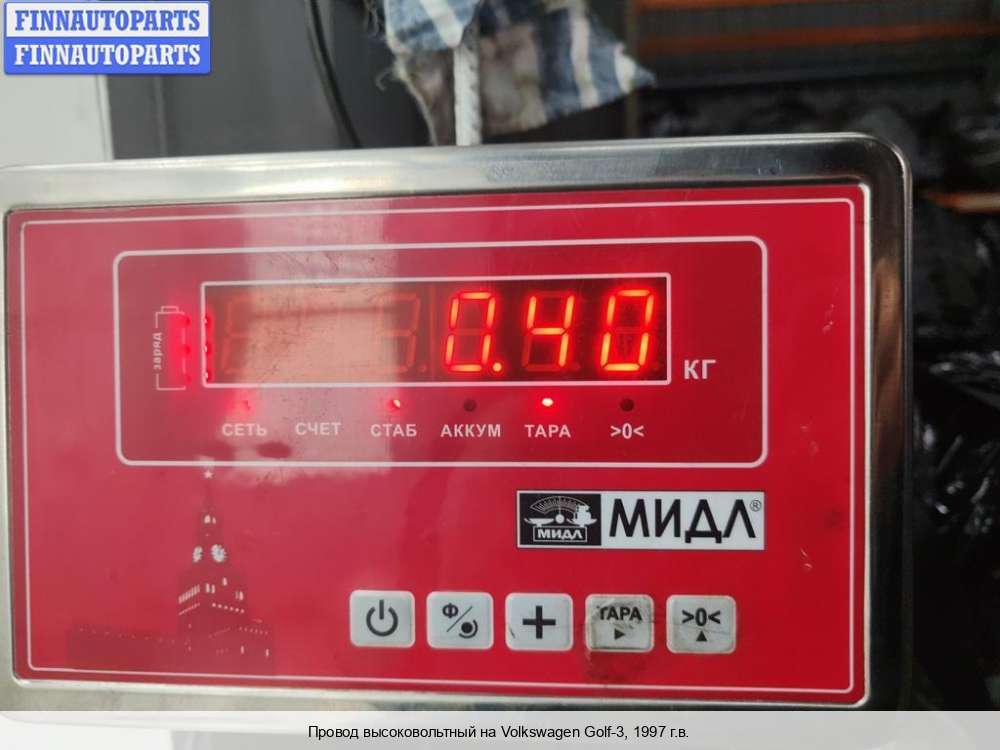 FINNAUTOPARTS
FINNAUTOPARTS
заряд
0.40
КГ
СЕТЬ СЧЕТ СТАБ АККУМ ТАРА >0<
МИДЛ
МИДЛ®
Ф/
ТАРА
>0<
Провод высоковольтный на Volkswagen Golf-3, 1997 г.в.